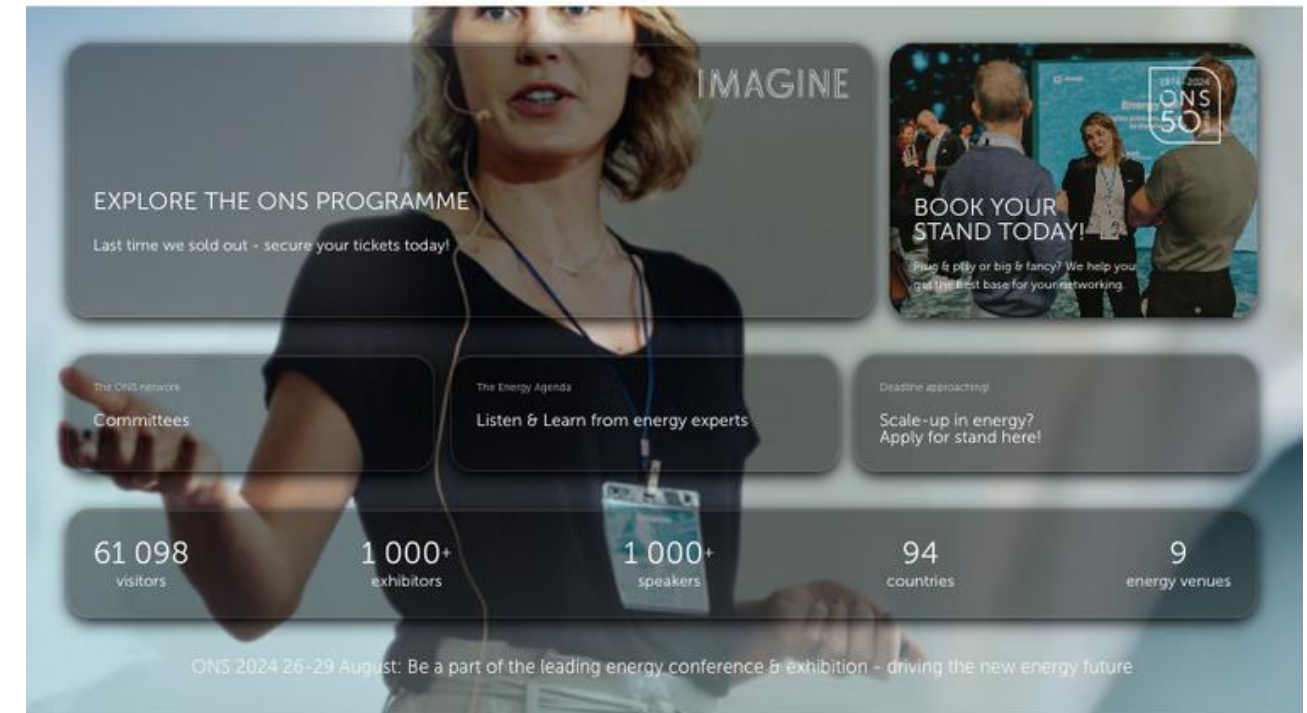 IMAGINE
EXPLORE THE ONS PROGRAMME
Last time we sold out - secure your tickets today!
1974-2024
ONS
50
Energy
BOOK YOUR
STAND TODAY!
Plug & play or big & fancy? We help you
get the best base for your networking.
The ONS network
Committees
The Energy Agenda
Listen & Learn from energy experts
Deadline approaching!
Scale-up in energy?
Apply for stand here!
61 098
visitors
1 000+
exhibitors
1 000+
speakers
94
countries
9
energy venues
ONS 2024 26-29 August: Be a part of the leading energy conference & exhibition - driving the new energy future